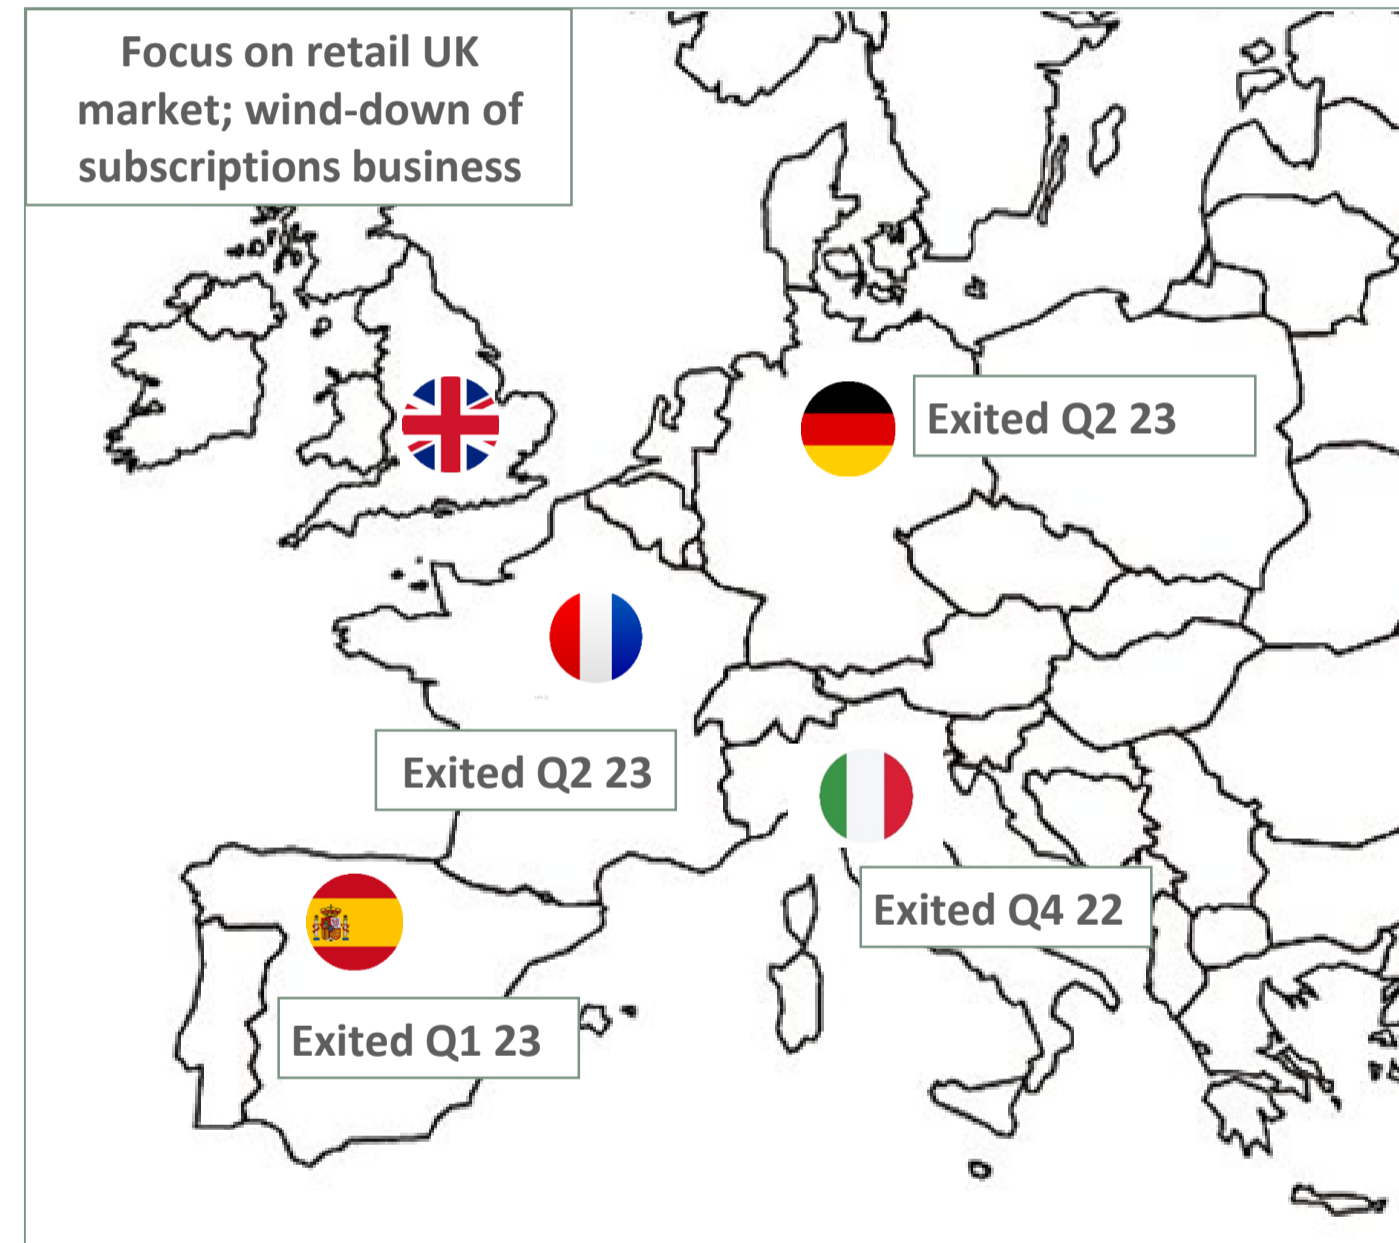 Focus on retail UK
market; wind-down of
subscriptions business
Exited Q2 23
Exited Q2 23
Exited Q4 22
Exited Q1 23